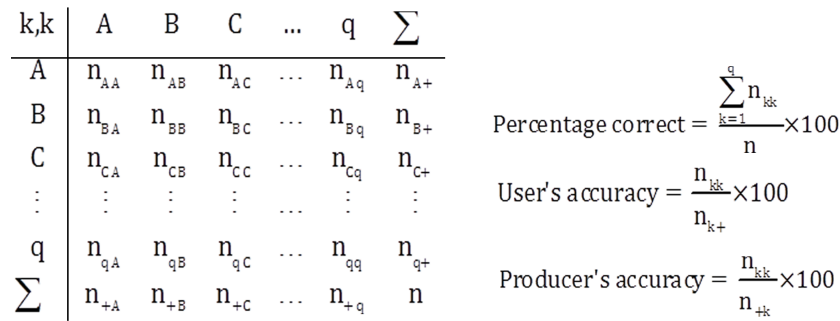 k,k A B C ... q ∑
A n_AA n_AB n_AC ... n_Aq n_A+
B n_BA n_BB n_BC ... n_Bq n_B+
C n_CA n_CB n_CC ... n_Cq n_C+
⋮ ⋮ ⋮ ⋮ ... ⋮ ⋮
q n_qA n_qB n_qC ... n_qq n_q+
∑ n_+A n_+B n_+C ... n_+q n
Percentage correct = (∑_{k=1}^{q} n_kk)/n ×100
User's accuracy = n_kk/n_k+ ×100
Producer's accuracy = n_kk/n_+k ×100